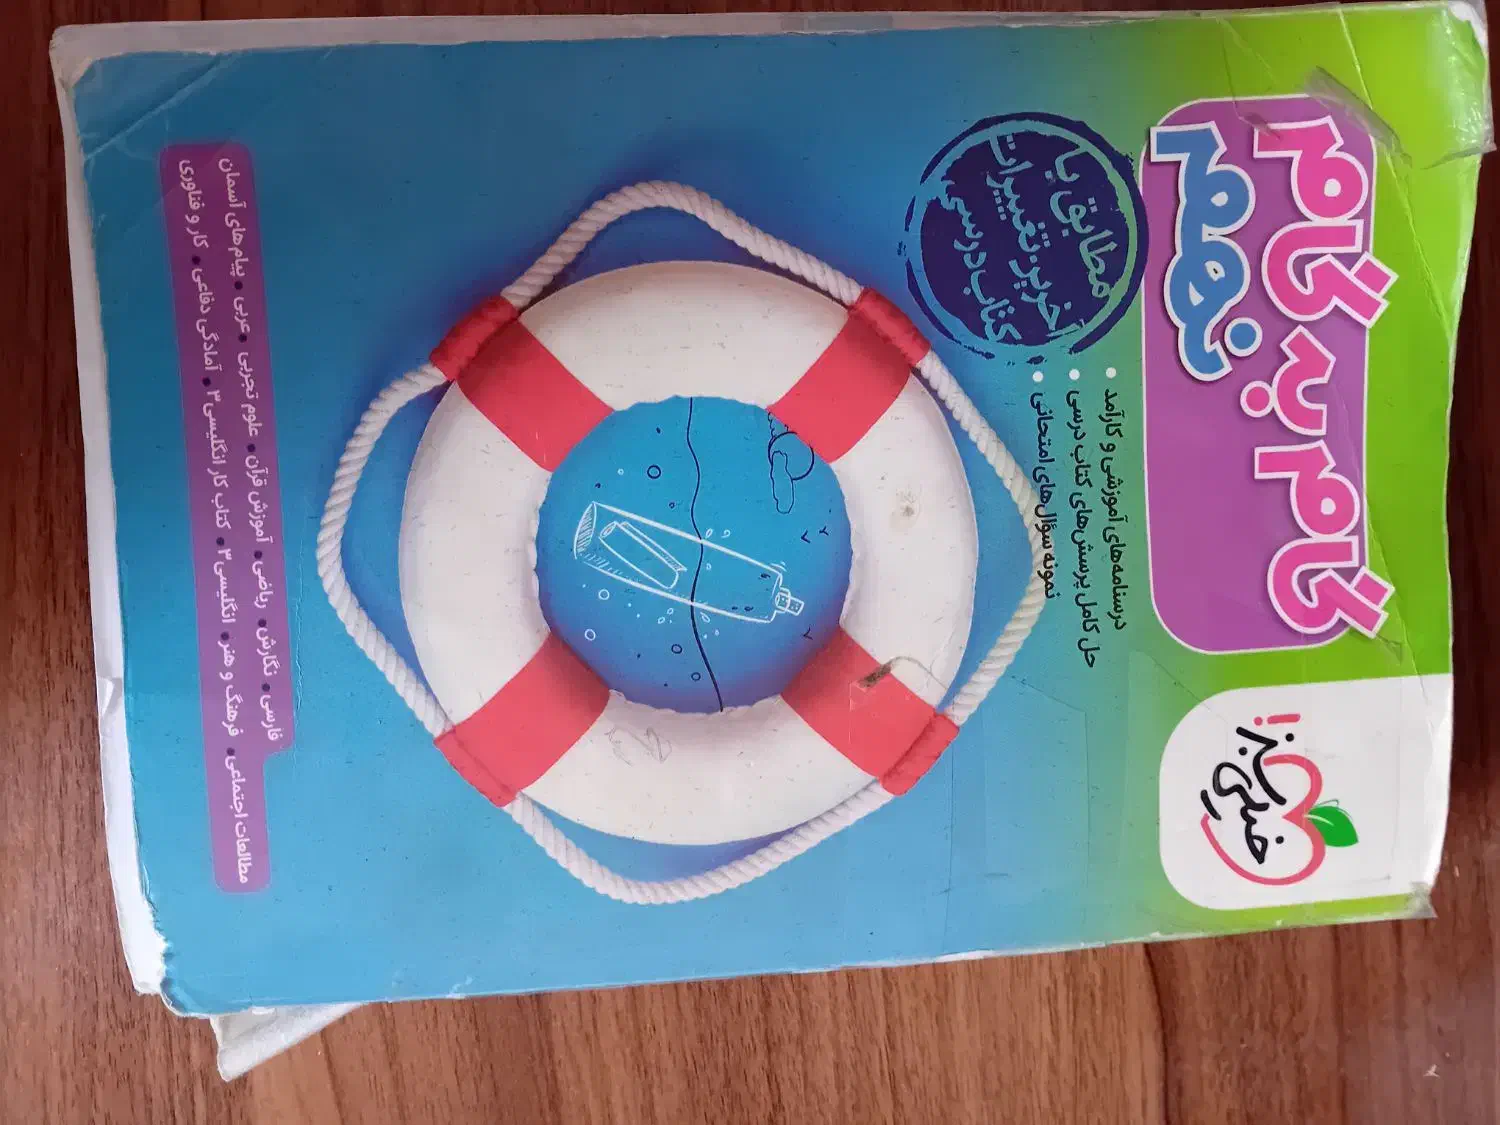 گام به گام
نهم
مطابق با
آخرین تغییرات
کتاب درسی
• درسنامه‌های آموزشی و کارآمد
• حل کامل پرسش‌های کتاب درسی
• نمونه سؤال‌های امتحانی
خیلی
سبز!
فارسی • نگارش • ریاضی • آموزش قرآن • علوم تجربی • عربی • پیام‌های آسمان
مطالعات اجتماعی • فرهنگ و هنر • انگلیسی ۳ • کتاب کار انگلیسی ۳ • آمادگی دفاعی • کار و فناوری